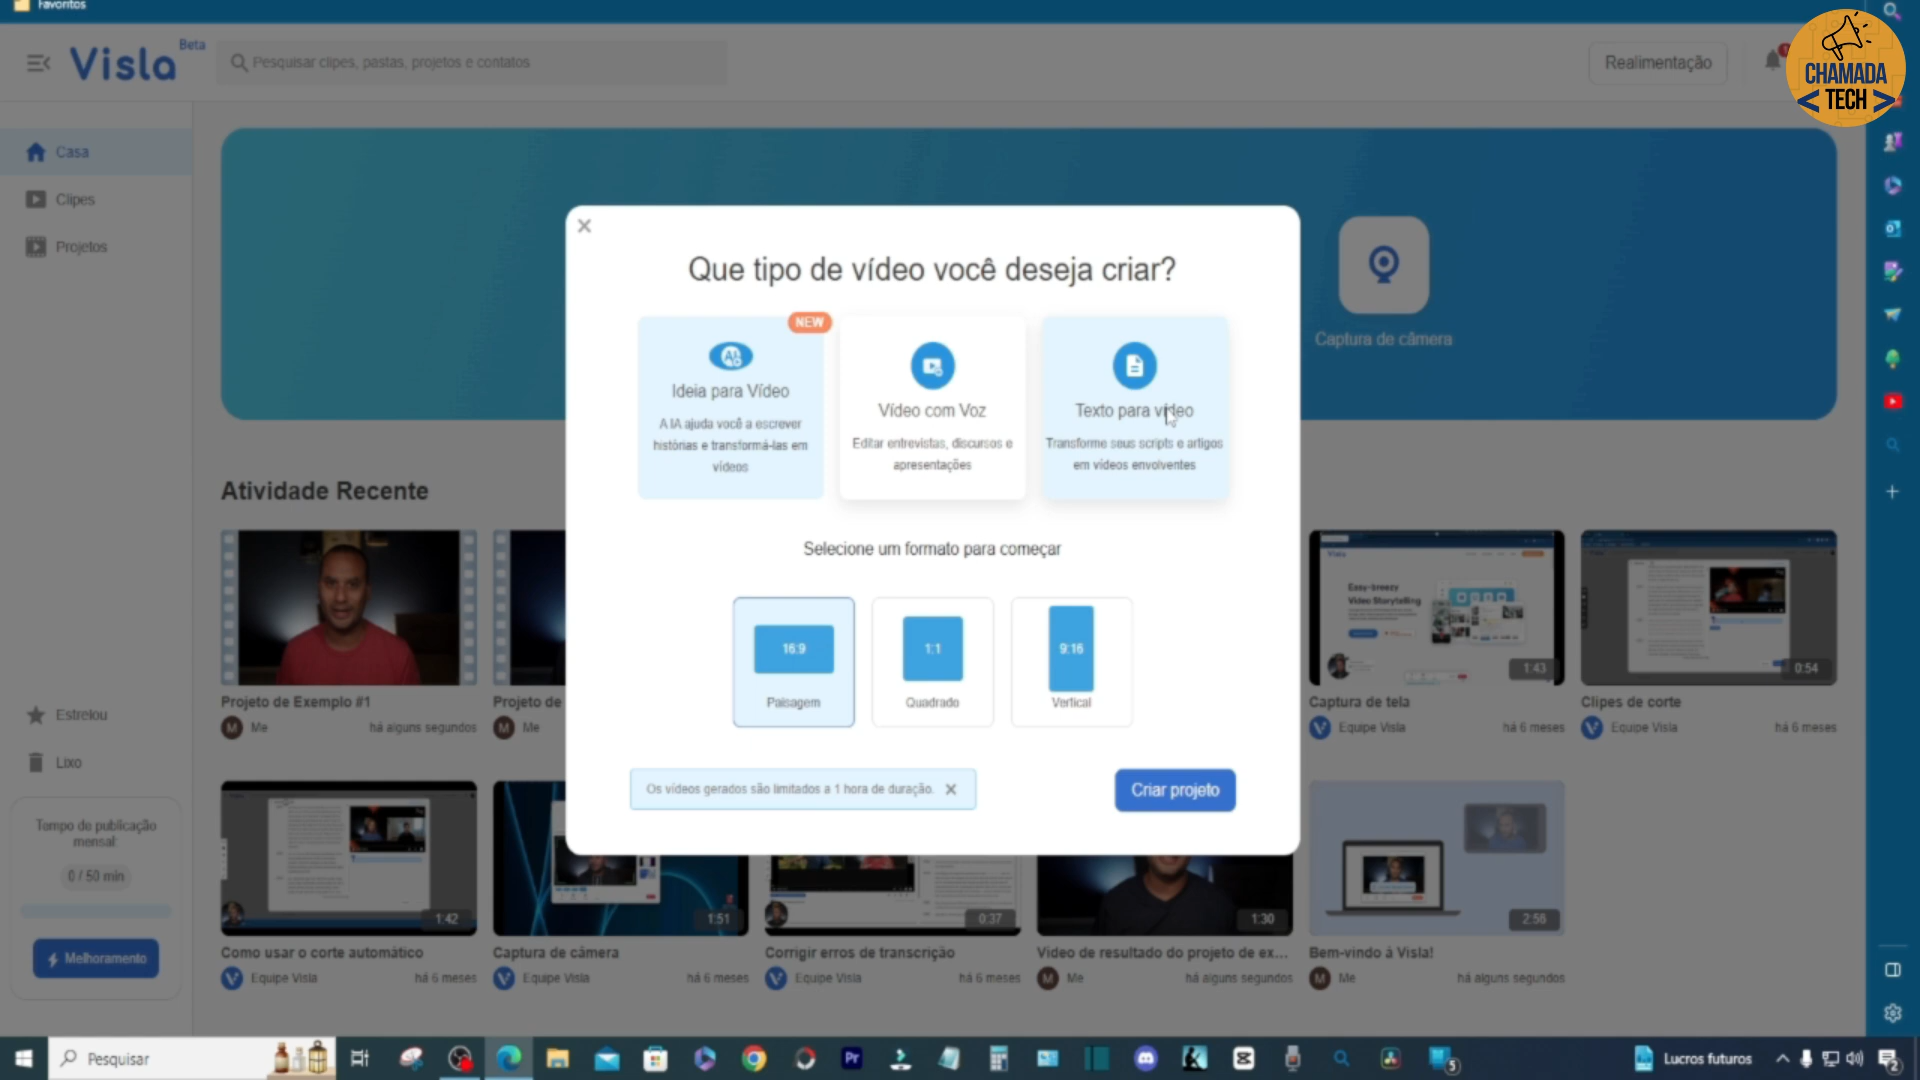 Favoritos
Visla
Beta
Pesquisar clipes, pastas, projetos e contatos
Realimentação
CHAMADA
< TECH >
Casa
Clipes
Projetos
Estrelou
Lixo
Tempo de publicação
mensal:
0 / 50 min
Melhoramento
Captura de câmera
Que tipo de vídeo você deseja criar?
NEW
AI
Ideia para Vídeo
A IA ajuda você a escrever
histórias e transformá-las em
vídeos
Vídeo com Voz
Editar entrevistas, discursos e
apresentações
Texto para vídeo
Transforme seus scripts e artigos
em vídeos envolventes
Selecione um formato para começar
16:9
Paisagem
1:1
Quadrado
9:16
Vertical
Os vídeos gerados são limitados a 1 hora de duração.
Criar projeto
Atividade Recente
Projeto de Exemplo #1
M Me há alguns segundos
Projeto de
M Me
Easy-breezy
Video Storytelling
1:43
Captura de tela
Equipe Visla há 6 meses
0:54
Clipes de corte
Equipe Visla há 6 meses
1:42
Como usar o corte automático
Equipe Visla há 6 meses
1:51
Captura de câmera
Equipe Visla há 6 meses
0:37
Corrigir erros de transcrição
Equipe Visla há 6 meses
1:30
Vídeo de resultado do projeto de ex...
M Me há alguns segundos
2:56
Bem-vindo à Visla!
M Me há alguns segundos
Pesquisar
Pr
5
Lucros futuros
2